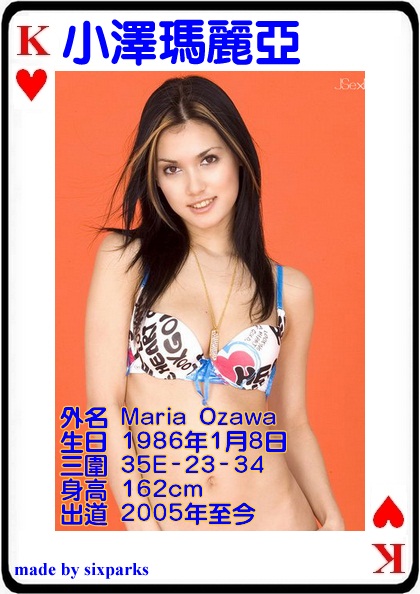 K 小澤瑪麗亞
外名 Maria Ozawa
生日 1986年1月8日
三圍 35E-23-34
身高 162cm
出道 2005年至今
made by sixparks
K